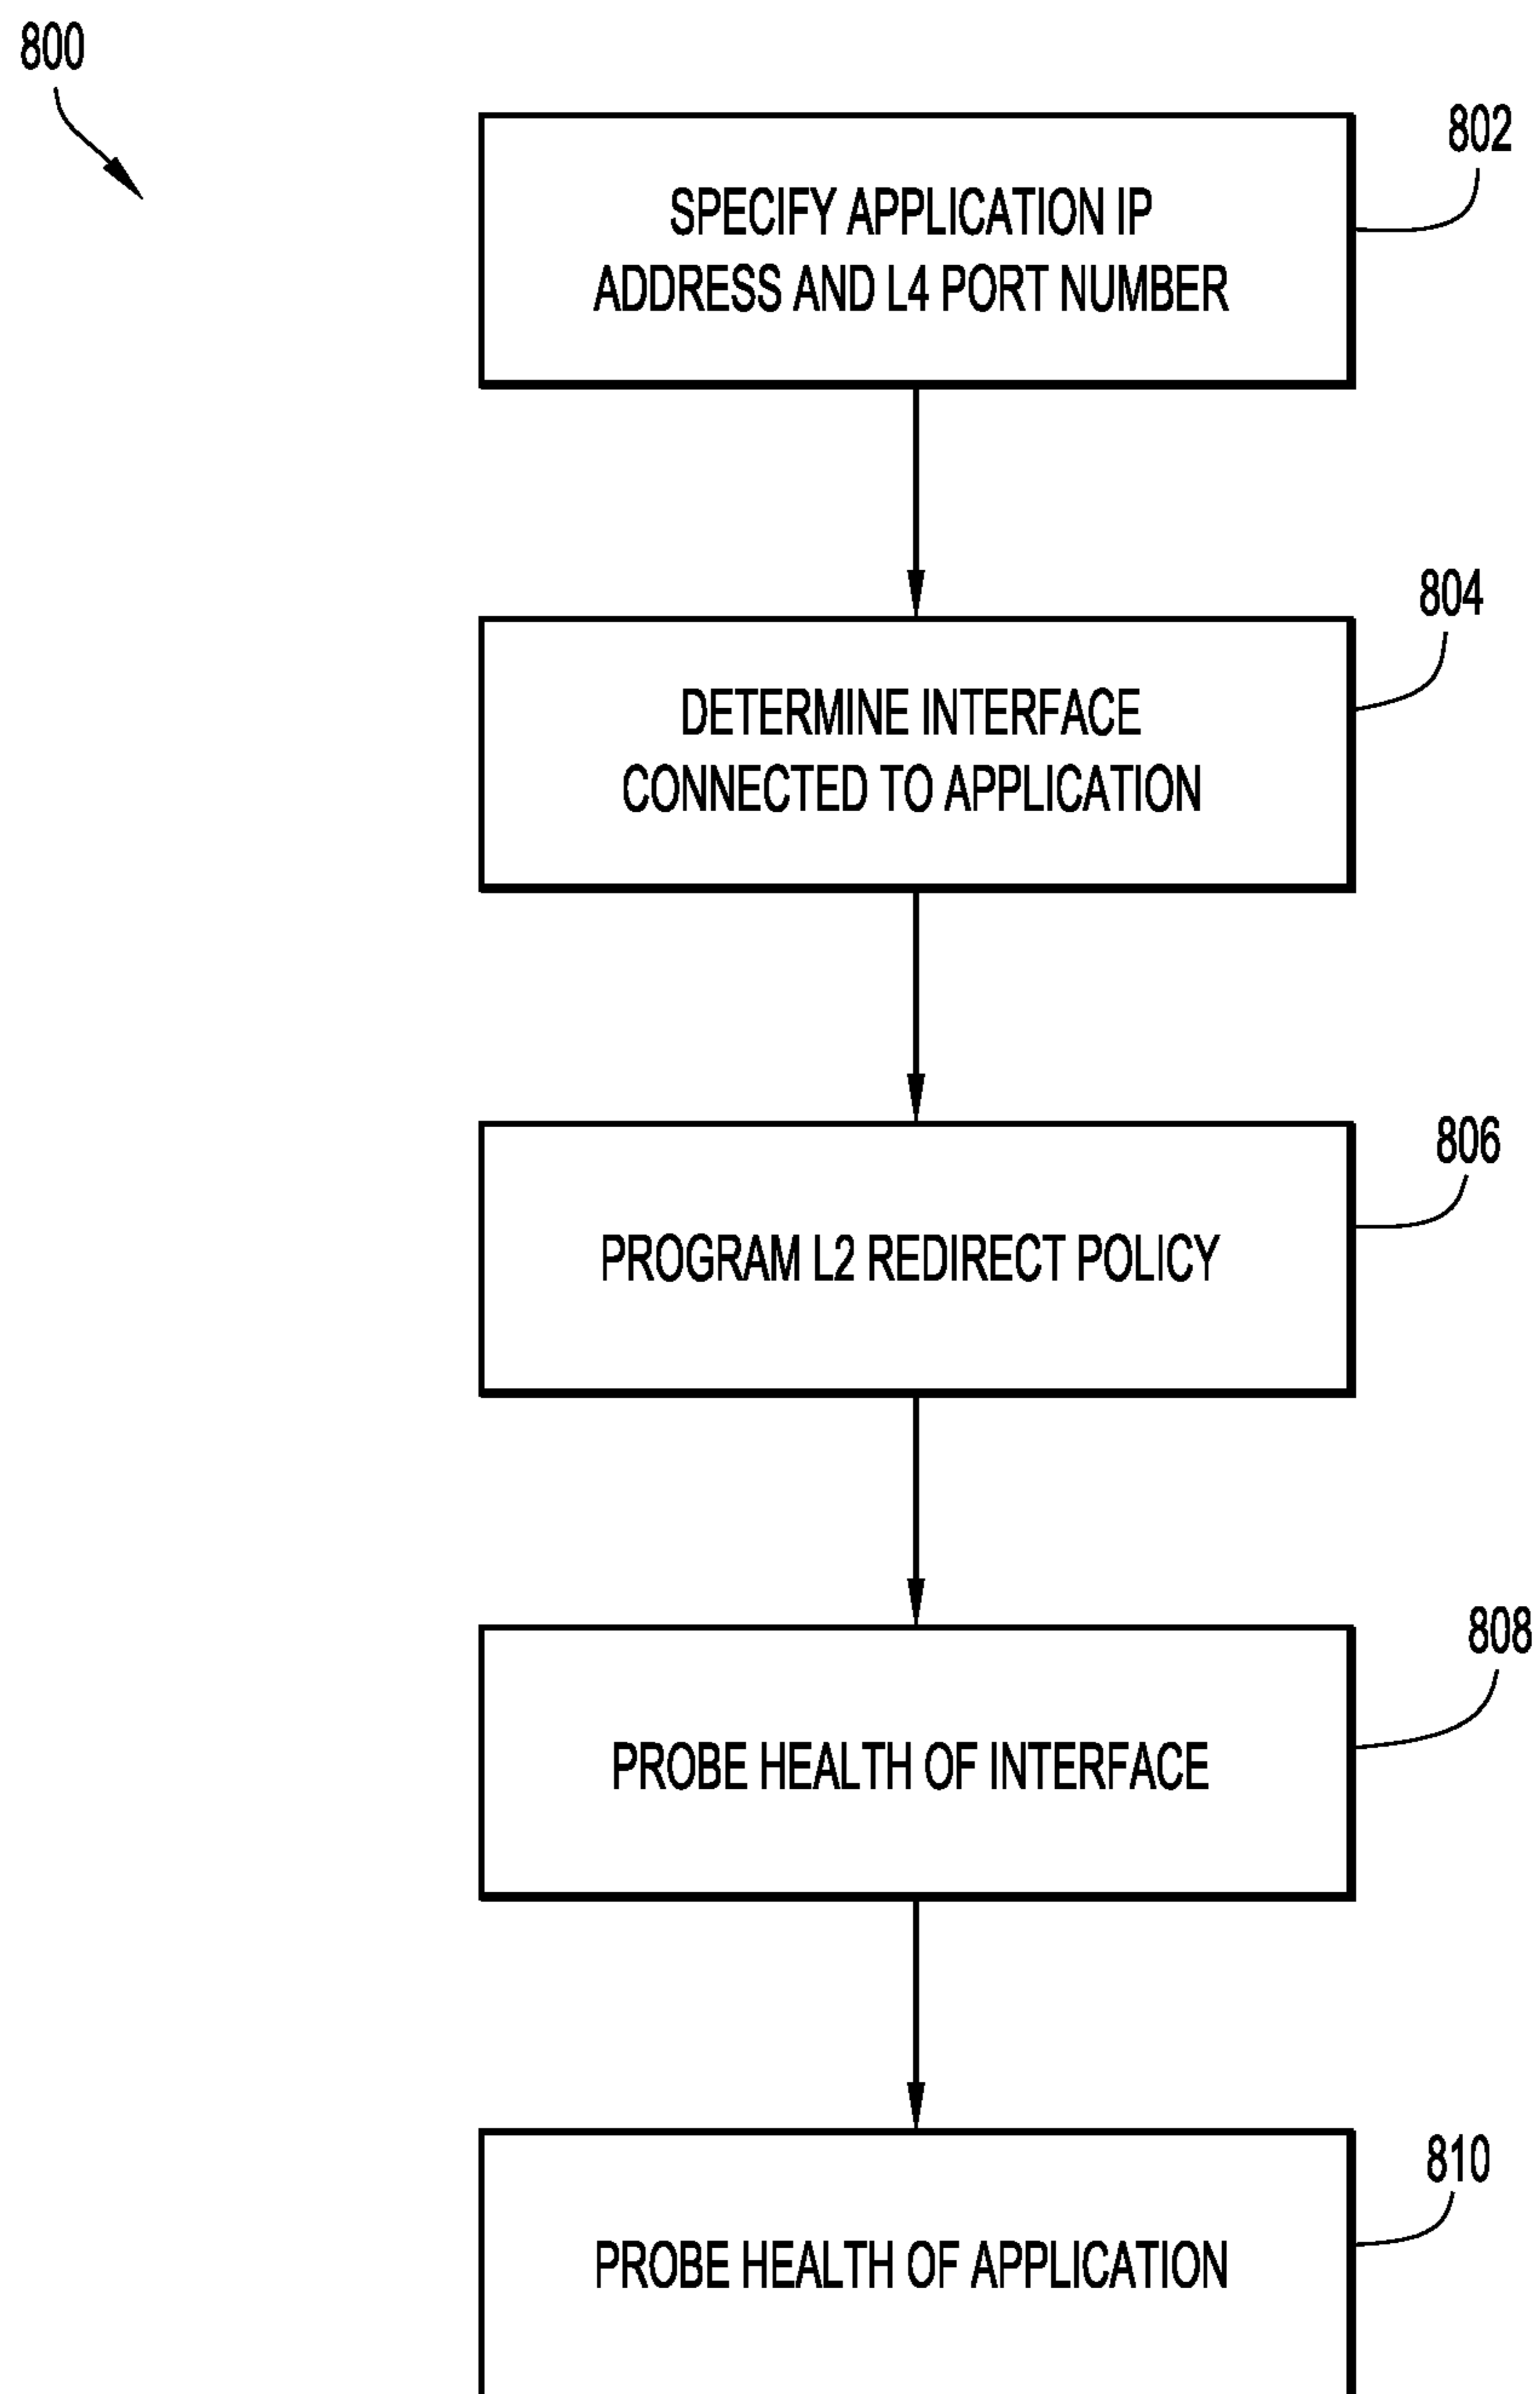 800
802
SPECIFY APPLICATION IP
ADDRESS AND L4 PORT NUMBER
804
DETERMINE INTERFACE
CONNECTED TO APPLICATION
806
PROGRAM L2 REDIRECT POLICY
808
PROBE HEALTH OF INTERFACE
810
PROBE HEALTH OF APPLICATION